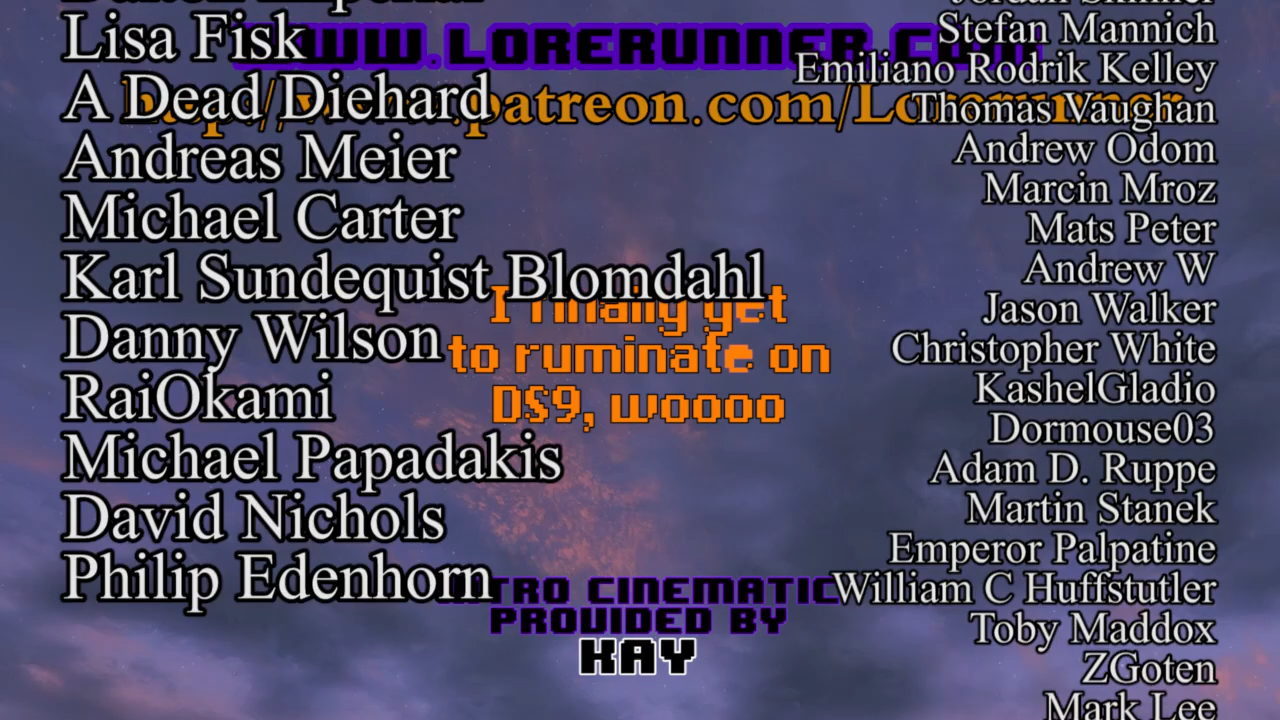 WWW.LORERUNNER.COM
patreon.com/Lorerunner
Lisa Fisk
A Dead Diehard
Andreas Meier
Michael Carter
Karl Sundequist Blomdahl
Danny Wilson
RaiOkami
Michael Papadakis
David Nichols
Philip Edenhorn
I finally get
to ruminate on
DS9, woooo
INTRO CINEMATIC
PROVIDED BY
KAY
Stefan Mannich
Emiliano Rodrik Kelley
Thomas Vaughan
Andrew Odom
Marcin Mroz
Mats Peter
Andrew W
Jason Walker
Christopher White
KashelGladio
Dormouse03
Adam D. Ruppe
Martin Stanek
Emperor Palpatine
William C Huffstutler
Toby Maddox
ZGoten
Mark Lee